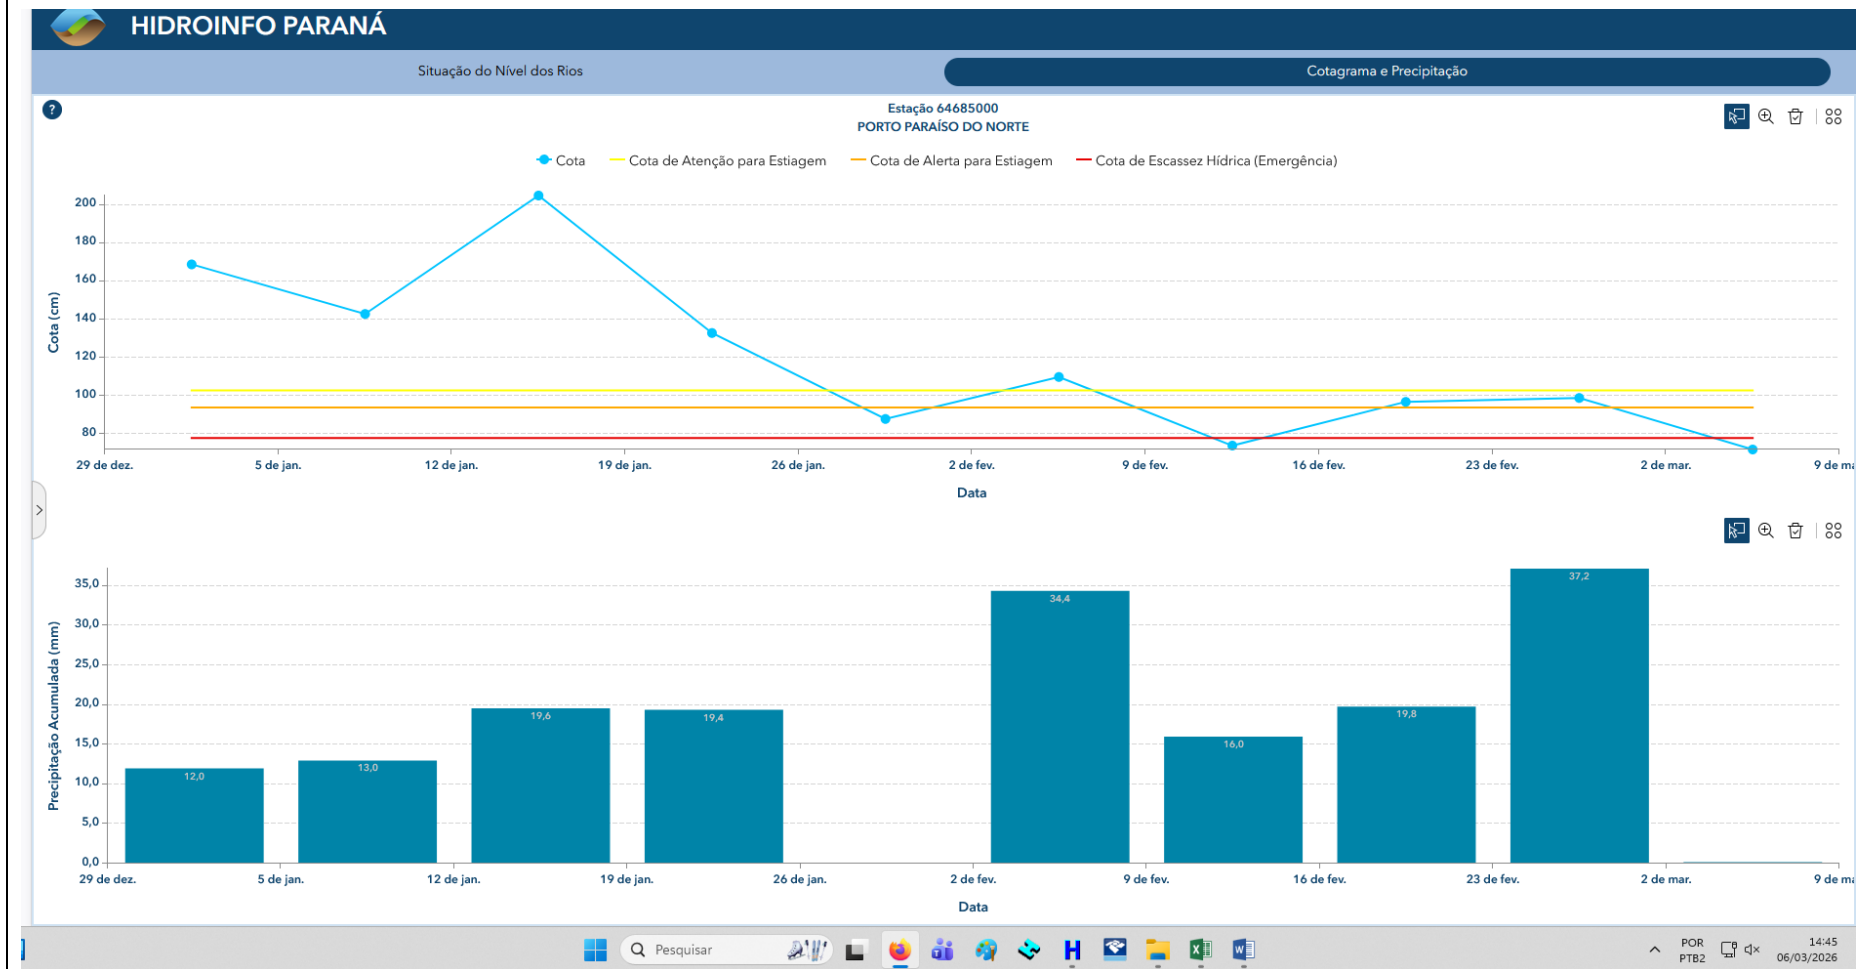 HIDROINFO PARANÁ
Situação do Nível dos Rios
Cotagrama e Precipitação
?
Estação 64685000
PORTO PARAÍSO DO NORTE
Cota Cota de Atenção para Estiagem Cota de Alerta para Estiagem Cota de Escassez Hídrica (Emergência)
Cota (cm)
200
180
160
140
120
100
80
29 de dez. 5 de jan. 12 de jan. 19 de jan. 26 de jan. 2 de fev. 9 de fev. 16 de fev. 23 de fev. 2 de mar. 9 de ma
Data
Precipitação Acumulada (mm)
35,0
30,0
25,0
20,0
15,0
10,0
5,0
0,0
12,0 13,0 19,6 19,4 34,4 16,0 19,8 37,2
29 de dez. 5 de jan. 12 de jan. 19 de jan. 26 de jan. 2 de fev. 9 de fev. 16 de fev. 23 de fev. 2 de mar. 9 de ma
Data
Pesquisar
H
POR
PTB2
14:45
06/03/2026